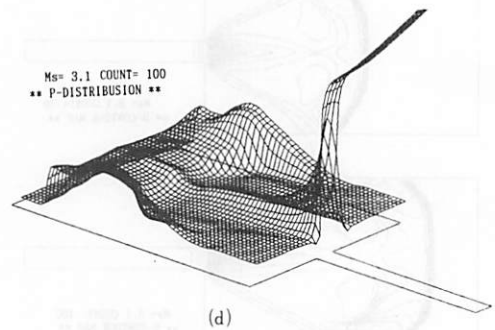 Ms= 3.1 COUNT= 100
** P-DISTRIBUSION **
(d)